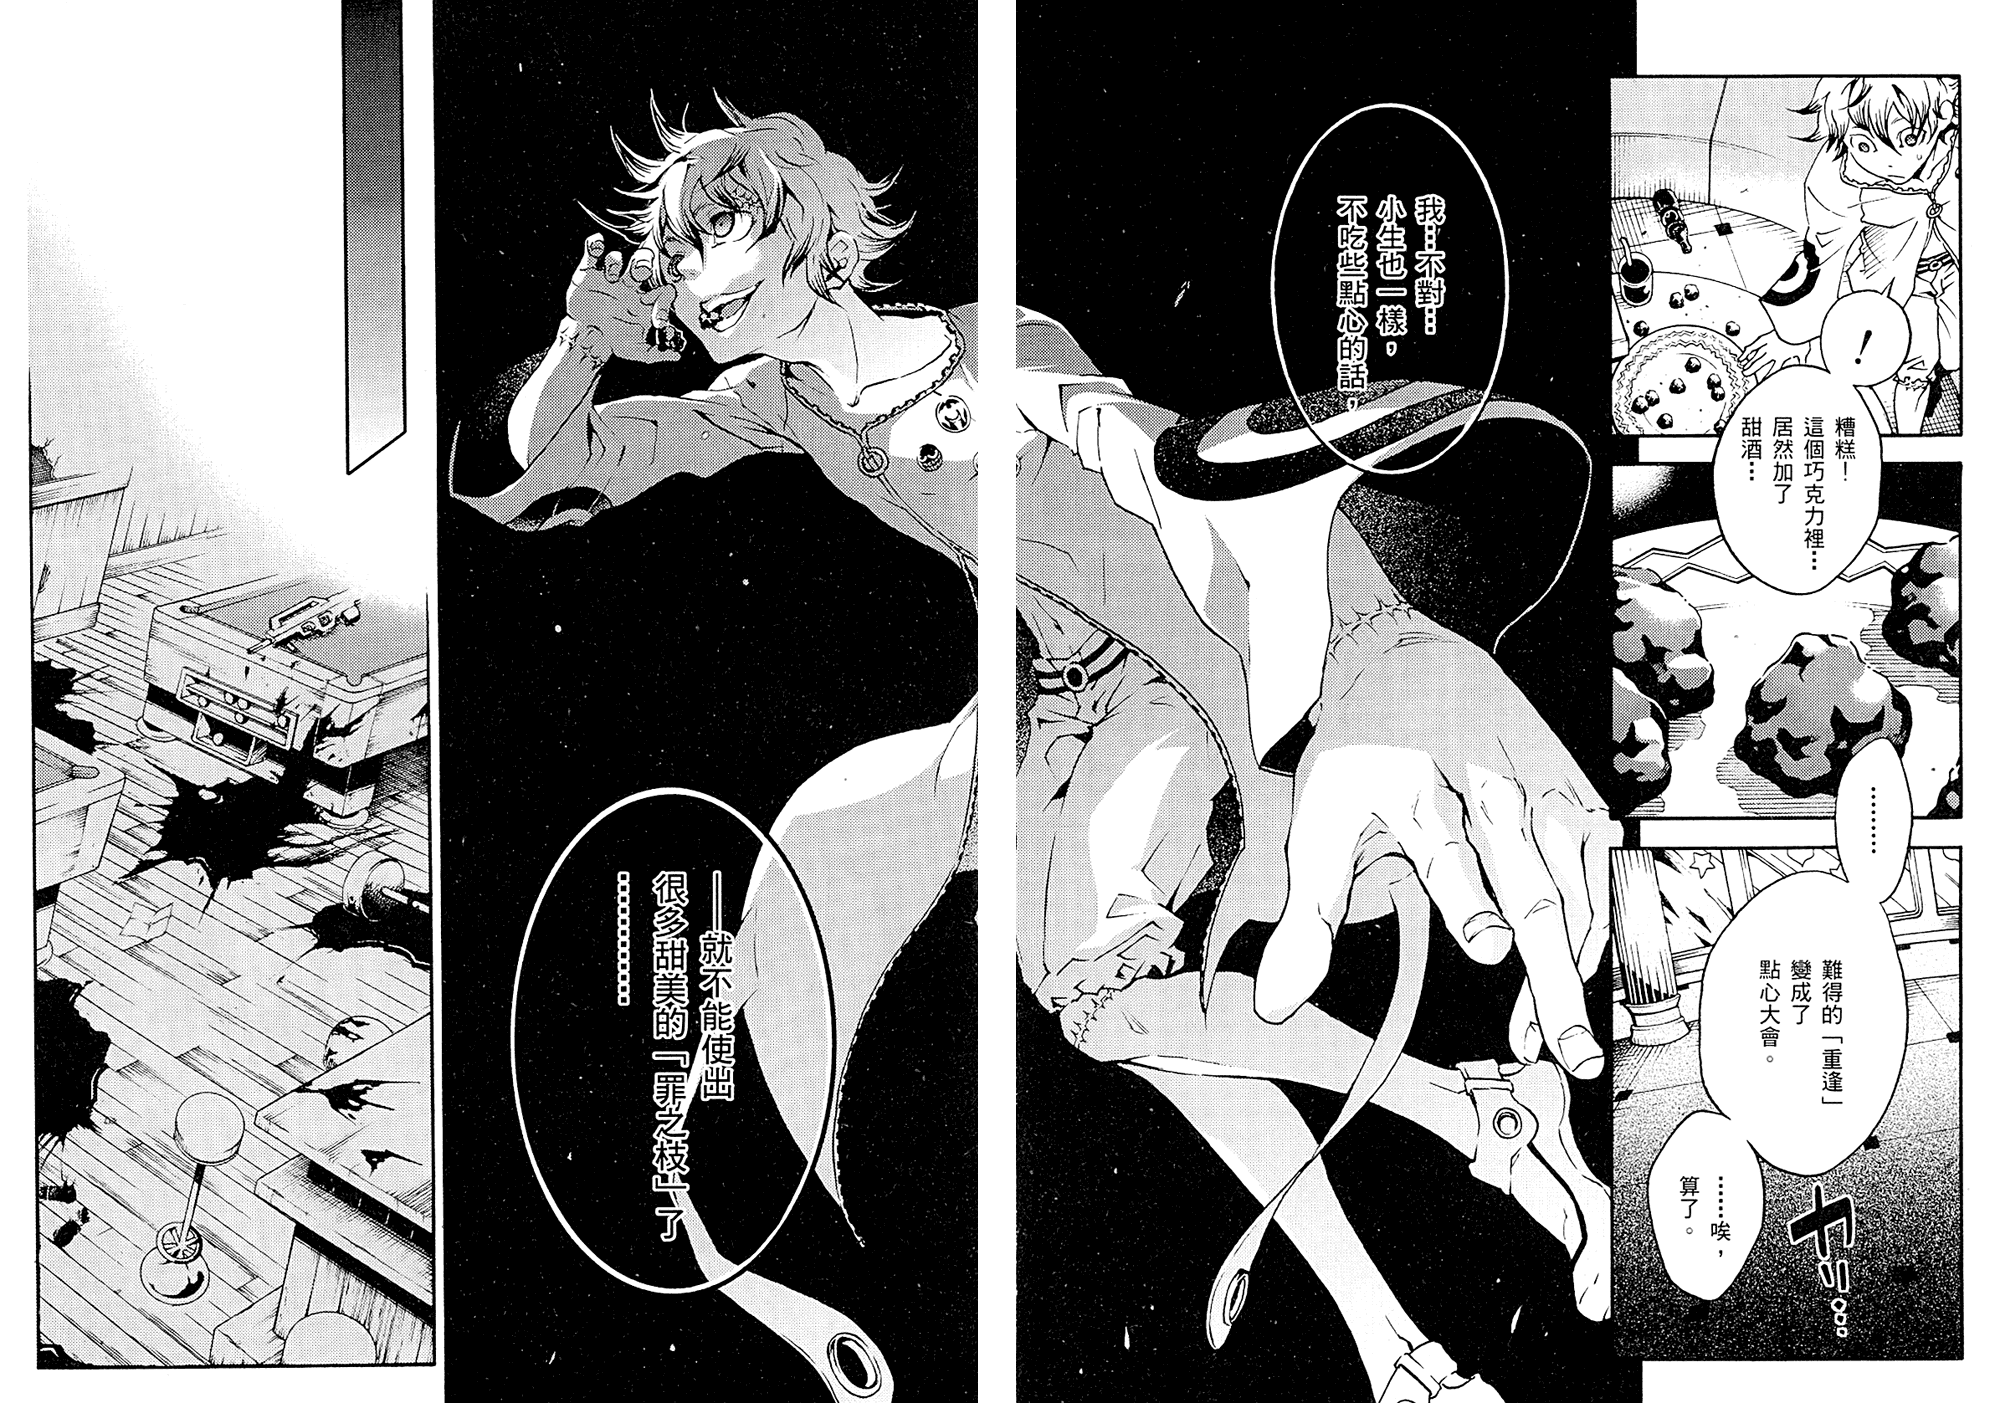 !
糟糕!
這個巧克力裡…
居然加了
甜酒…
………
難得的「重逢」
變成了
點心大會。
……唉,
算了。
カリ…
我…不對…
小生也一樣,
不吃些點心的話,
——就不能使出
很多甜美的「罪之枝」了
…………